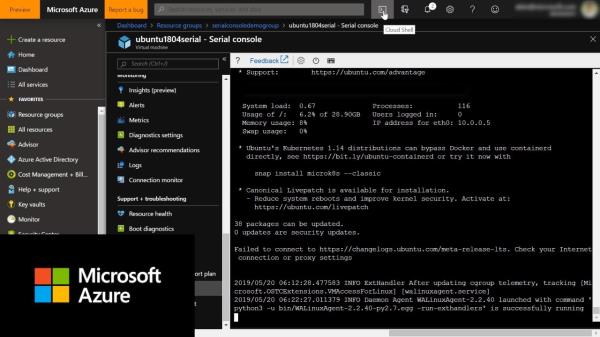 Preview
Microsoft Azure
Report a bug
Search resources, services, and docs
Cloud Shell
Dashboard > Resource groups > serialconsoledemogroup > ubuntu1804serial - Serial console
ubuntu1804serial - Serial console
Virtual machine
Create a resource
Home
Dashboard
All services
FAVORITES
Resource groups
All resources
Advisor
Azure Active Directory
Cost Management + Bill...
Help + support
Key vaults
Monitor
Security Center
Search (Ctrl+/)
Monitoring
Insights (preview)
Alerts
Metrics
Diagnostics settings
Advisor recommendations
Logs
Connection monitor
Support + troubleshooting
Resource health
Boot diagnostics
ort plan
Feedback
* Support: https://ubuntu.com/advantage
System load: 0.67 Processes: 116
Usage of /: 6.2% of 28.90GB Users logged in: 0
Memory usage: 8% IP address for eth0: 10.0.0.5
Swap usage: 0%
* Ubuntu's Kubernetes 1.14 distributions can bypass Docker and use containerd
directly, see https://bit.ly/ubuntu-containerd or try it now with
snap install microk8s --classic
* Canonical Livepatch is available for installation.
- Reduce system reboots and improve kernel security. Activate at:
https://ubuntu.com/livepatch
38 packages can be updated.
0 updates are security updates.
Failed to connect to https://changelogs.ubuntu.com/meta-release-lts. Check your Internet
connection or proxy settings
2019/05/20 06:12:28.477583 INFO ExtHandler After updating cgroup telemetry, tracking [Mi
crosoft.OSTCExtensions.VMAccessForLinux] [walinuxagent.service]
2019/05/20 06:22:27.011379 INFO Daemon Agent WALinuxAgent-2.2.40 launched with command '
python3 -u bin/WALinuxAgent-2.2.40-py2.7.egg -run-exthandlers' is successfully running
Microsoft
Azure